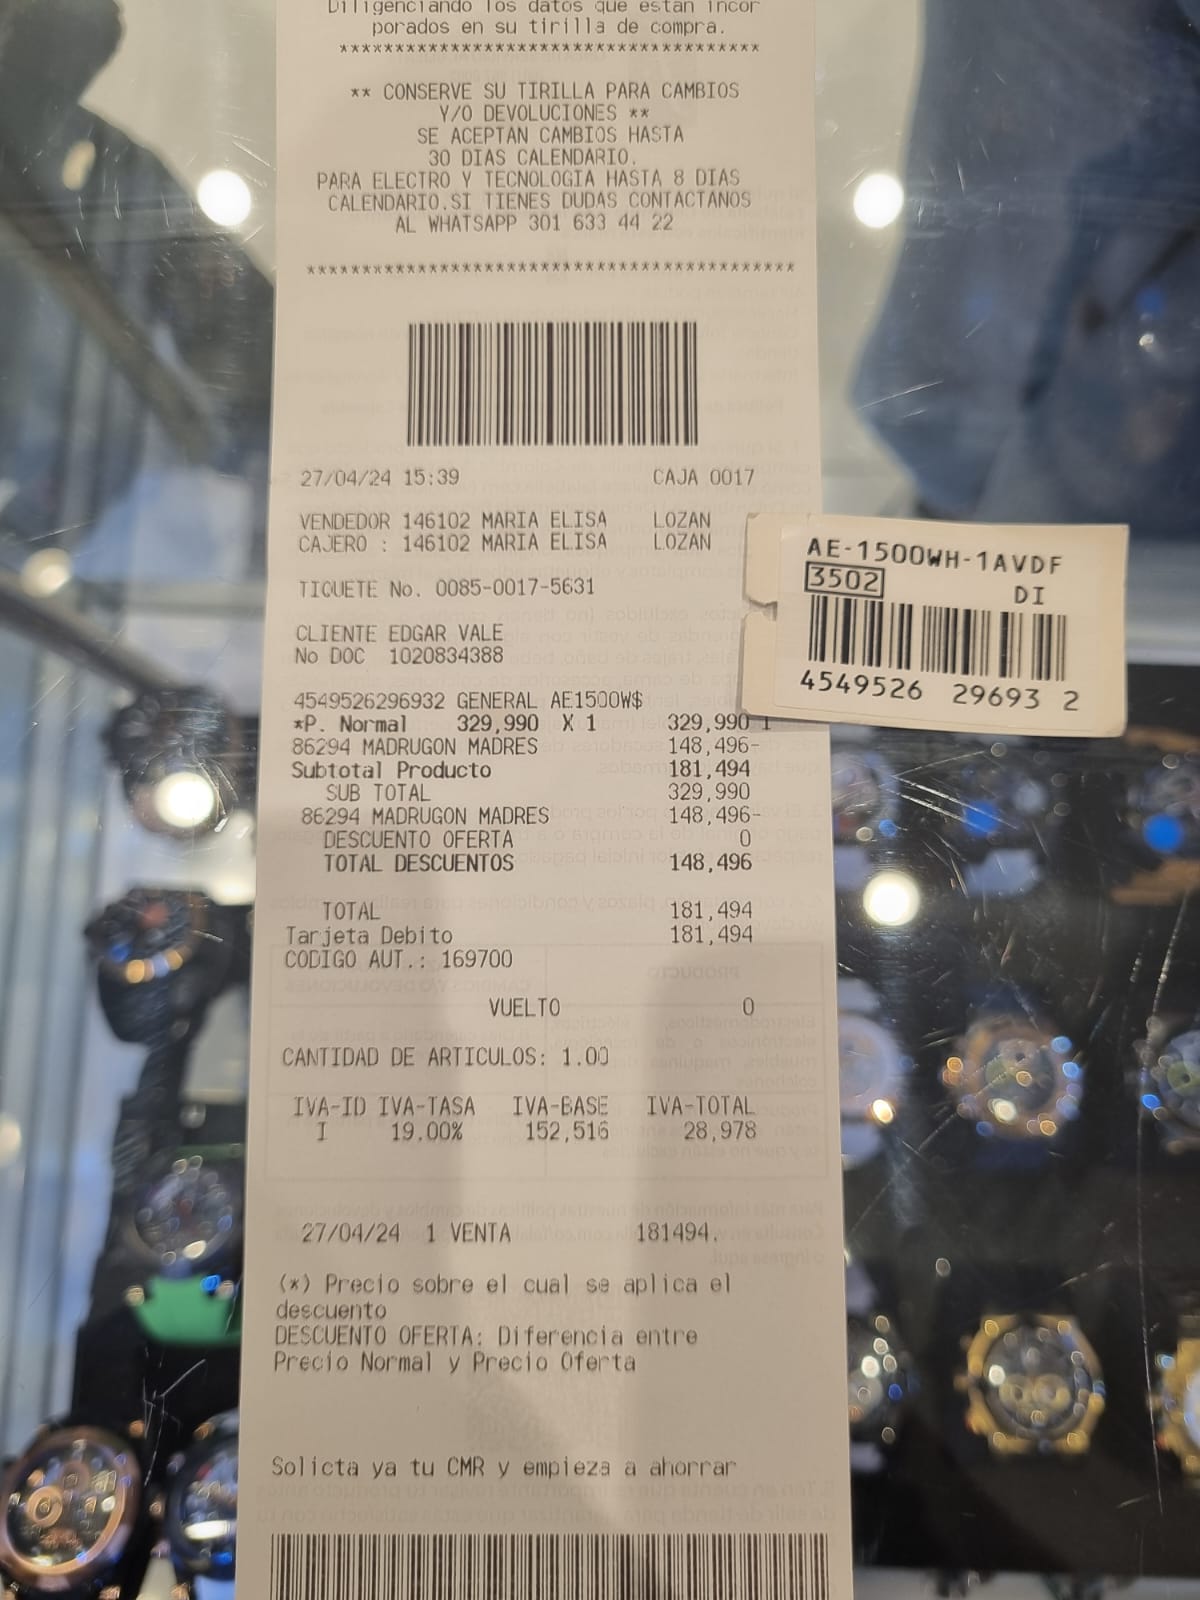 Diligenciando los datos que estan incor
porados en su tirilla de compra.
******************************************
** CONSERVE SU TIRILLA PARA CAMBIOS
Y/O DEVOLUCIONES **
SE ACEPTAN CAMBIOS HASTA
30 DIAS CALENDARIO.
PARA ELECTRO Y TECNOLOGIA HASTA 8 DIAS
CALENDARIO.SI TIENES DUDAS CONTACTANOS
AL WHATSAPP 301 633 44 22
*************************************************
27/04/24 15:39 CAJA 0017
VENDEDOR 146102 MARIA ELISA LOZAN
CAJERO : 146102 MARIA ELISA LOZAN
TIQUETE No. 0085-0017-5631
CLIENTE EDGAR VALE
No DOC 1020834388
4549526296932 GENERAL AE1500W$
*P. Normal 329,990 X 1 329,990 I
86294 MADRUGON MADRES 148,496-
Subtotal Producto 181,494
SUB TOTAL 329,990
86294 MADRUGON MADRES 148,496-
DESCUENTO OFERTA 0
TOTAL DESCUENTOS 148,496
TOTAL 181,494
Tarjeta Debito 181,494
CODIGO AUT.: 169700
VUELTO 0
CANTIDAD DE ARTICULOS: 1.00
IVA-ID IVA-TASA IVA-BASE IVA-TOTAL
I 19.00% 152,516 28,978
27/04/24 1 VENTA 181494.
(*) Precio sobre el cual se aplica el
descuento
DESCUENTO OFERTA: Diferencia entre
Precio Normal y Precio Oferta
Solicta ya tu CMR y empieza a ahorrar
AE-1500WH-1AVDF
3502 DI
4549526 29693 2